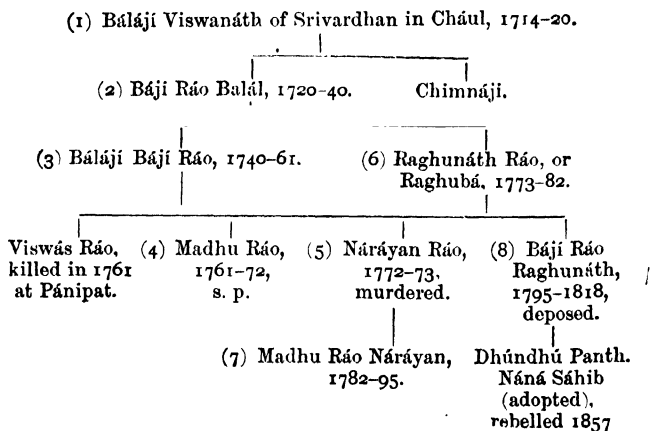 (1) Bálájí Viswanáth of Srivardhan in Chául, 1714–20.
(2) Bájí Ráo Balál, 1720–40. Chimnáji.
(3) Bálájí Bájí Ráo, 1740–61. (6) Raghunáth Ráo, or
Raghubá, 1773–82.
Viswás Ráo, (4) Madhu Ráo, (5) Náráyan Ráo, (8) Bájí Ráo
killed in 1761 1761–72, 1772–73, Raghunáth,
at Pánipat. s. p. murdered. 1795–1818,
deposed.
(7) Madhu Ráo Náráyan, Dhúndhú Panth.
1782–95. Náná Sáhib
(adopted),
rebelled 1857